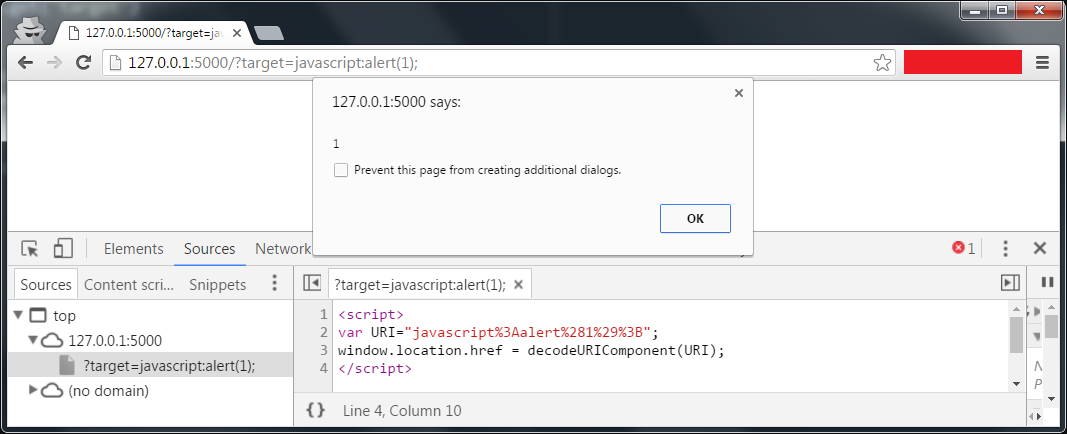 127.0.0.1:5000/?target=jav
127.0.0.1:5000/?target=javascript:alert(1);
127.0.0.1:5000 says:
1
Prevent this page from creating additional dialogs.
OK
Elements Sources Network 1
Sources Content scri... Snippets ?target=javascript:alert(1);
top
127.0.0.1:5000
?target=javascript:alert(1);
(no domain)
1 <script>
2 var URI="javascript%3Aalert%281%29%3B";
3 window.location.href = decodeURIComponent(URI);
4 </script>
{} Line 4, Column 10